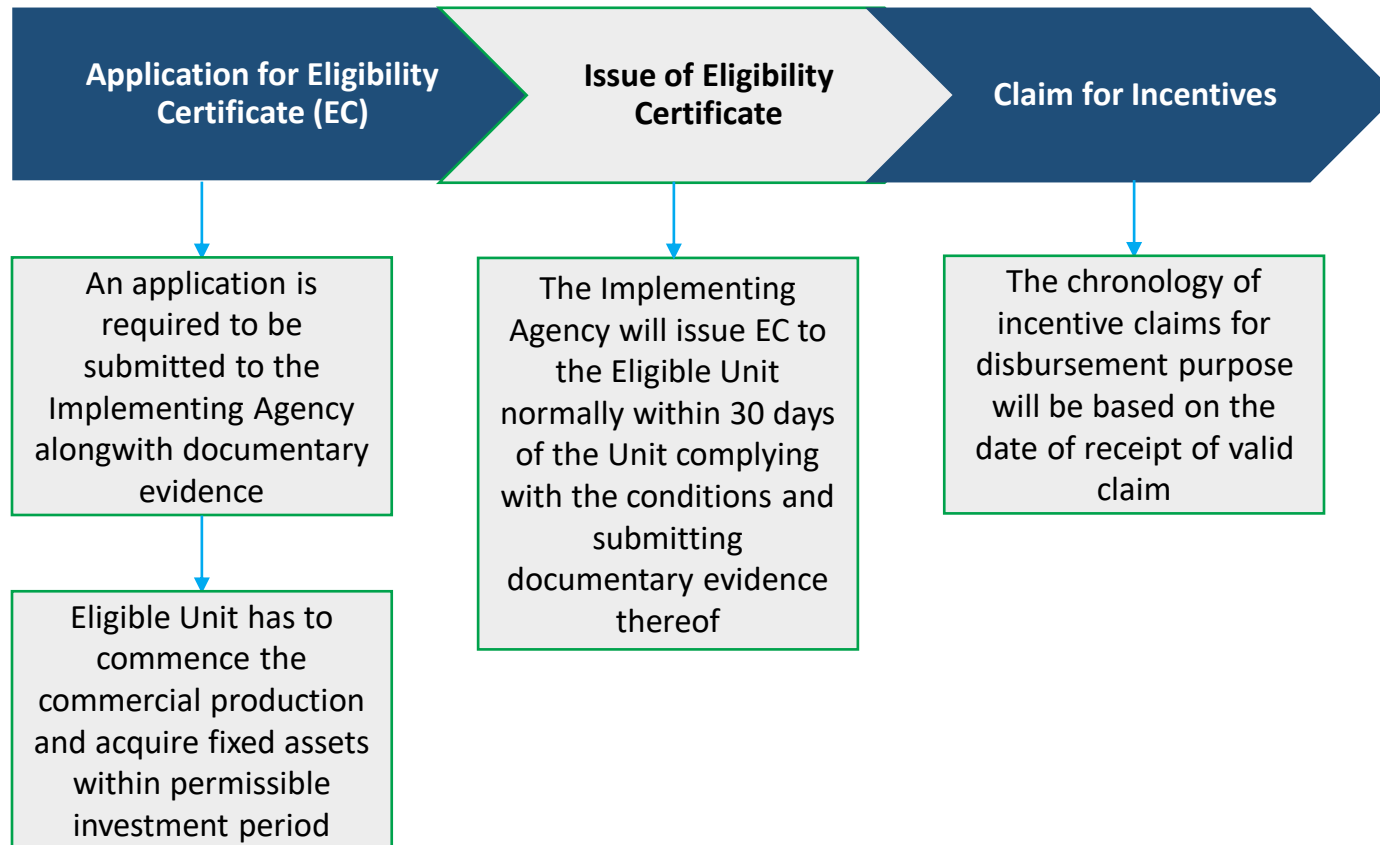 Application for Eligibility
Certificate (EC)
Issue of Eligibility
Certificate
Claim for Incentives
An application is
required to be
submitted to the
Implementing Agency
alongwith documentary
evidence
Eligible Unit has to
commence the
commercial production
and acquire fixed assets
within permissible
investment period
The Implementing
Agency will issue EC to
the Eligible Unit
normally within 30 days
of the Unit complying
with the conditions and
submitting
documentary evidence
thereof
The chronology of
incentive claims for
disbursement purpose
will be based on the
date of receipt of valid
claim